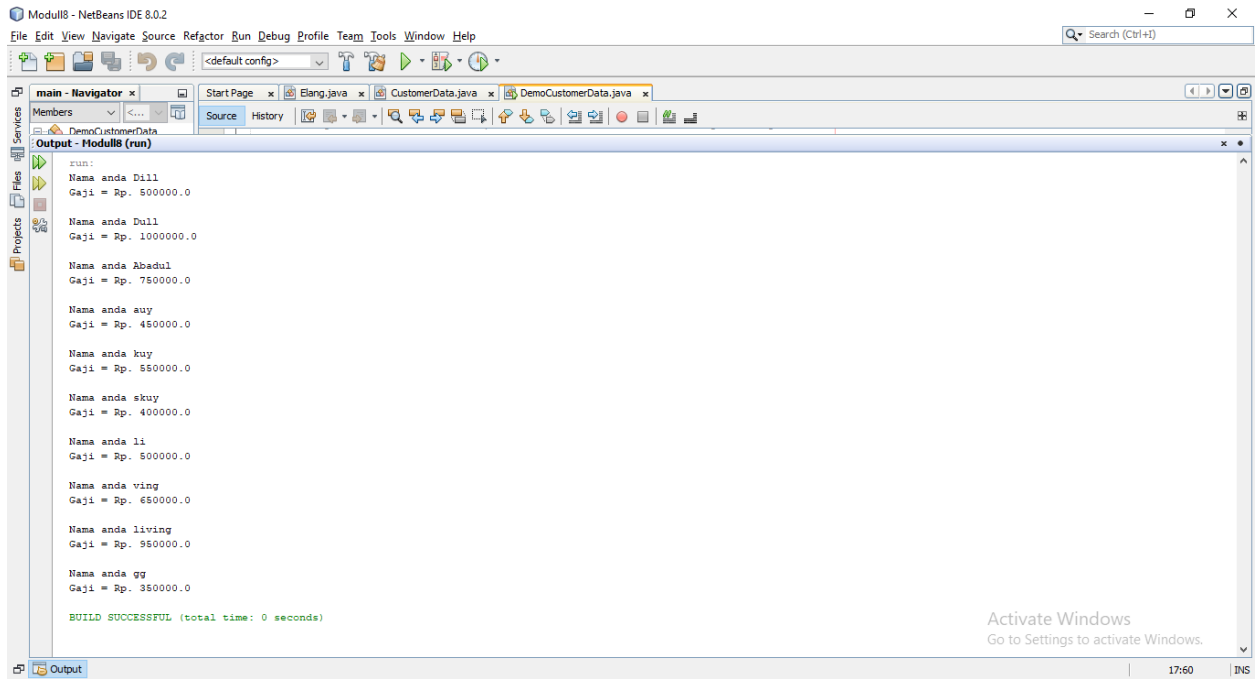 Modull8 - NetBeans IDE 8.0.2
File Edit View Navigate Source Refactor Run Debug Profile Team Tools Window Help
Search (Ctrl+I)
<default config>
main - Navigator
Start Page
Elang.java
CustomerData.java
DemoCustomerData.java
Members
<...
Source
History
DemoCustomerData
Services
Files
Projects
Output - Modull8 (run)
run:
Nama anda Dill
Gaji = Rp. 500000.0
Nama anda Dull
Gaji = Rp. 1000000.0
Nama anda Abadul
Gaji = Rp. 750000.0
Nama anda auy
Gaji = Rp. 450000.0
Nama anda kuy
Gaji = Rp. 550000.0
Nama anda skuy
Gaji = Rp. 400000.0
Nama anda li
Gaji = Rp. 500000.0
Nama anda ving
Gaji = Rp. 650000.0
Nama anda living
Gaji = Rp. 950000.0
Nama anda gg
Gaji = Rp. 350000.0
BUILD SUCCESSFUL (total time: 0 seconds)
Activate Windows
Go to Settings to activate Windows.
Output
17:60
INS